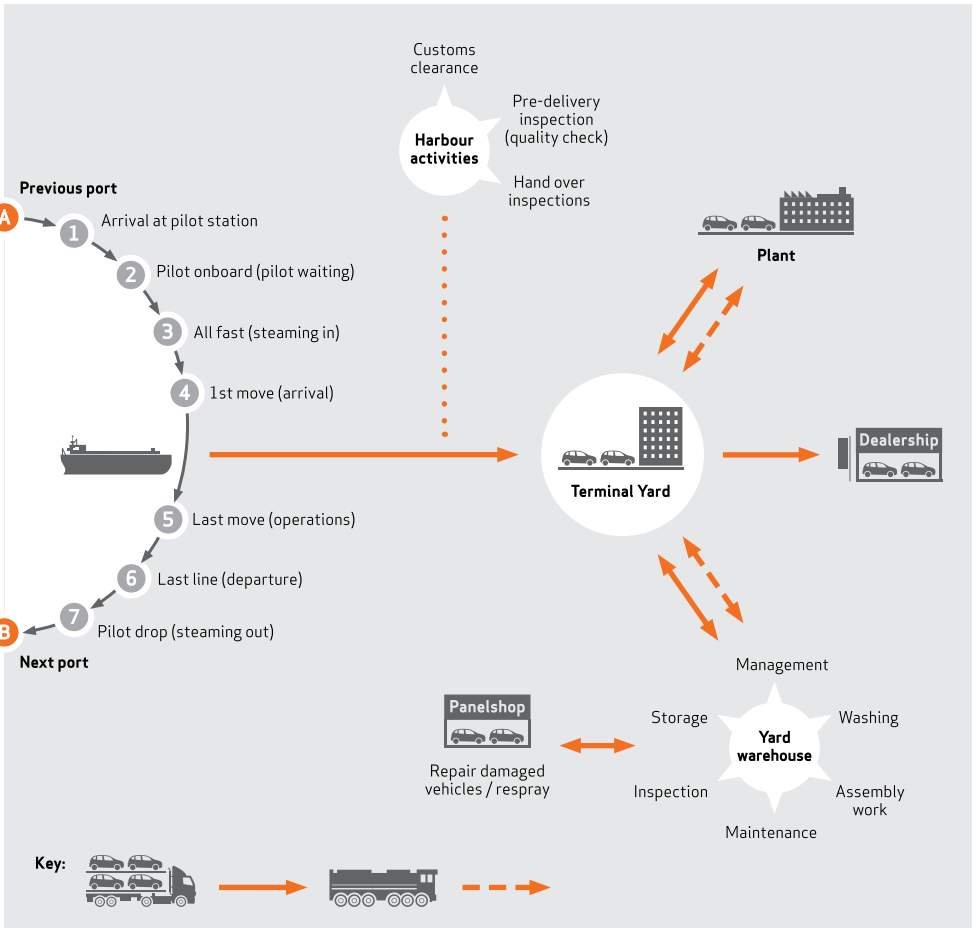 Customs
clearance
Harbour
activities
Pre-delivery
inspection
(quality check)
Hand over
inspections
Previous port
A
1
Arrival at pilot station
2
Pilot onboard (pilot waiting)
3
All fast (steaming in)
4
1st move (arrival)
5
Last move (operations)
6
Last line (departure)
7
Pilot drop (steaming out)
B
Next port
Plant
Terminal Yard
Dealership
Management
Storage
Washing
Yard
warehouse
Inspection
Assembly
work
Maintenance
Panelshop
Repair damaged
vehicles / respray
Key: